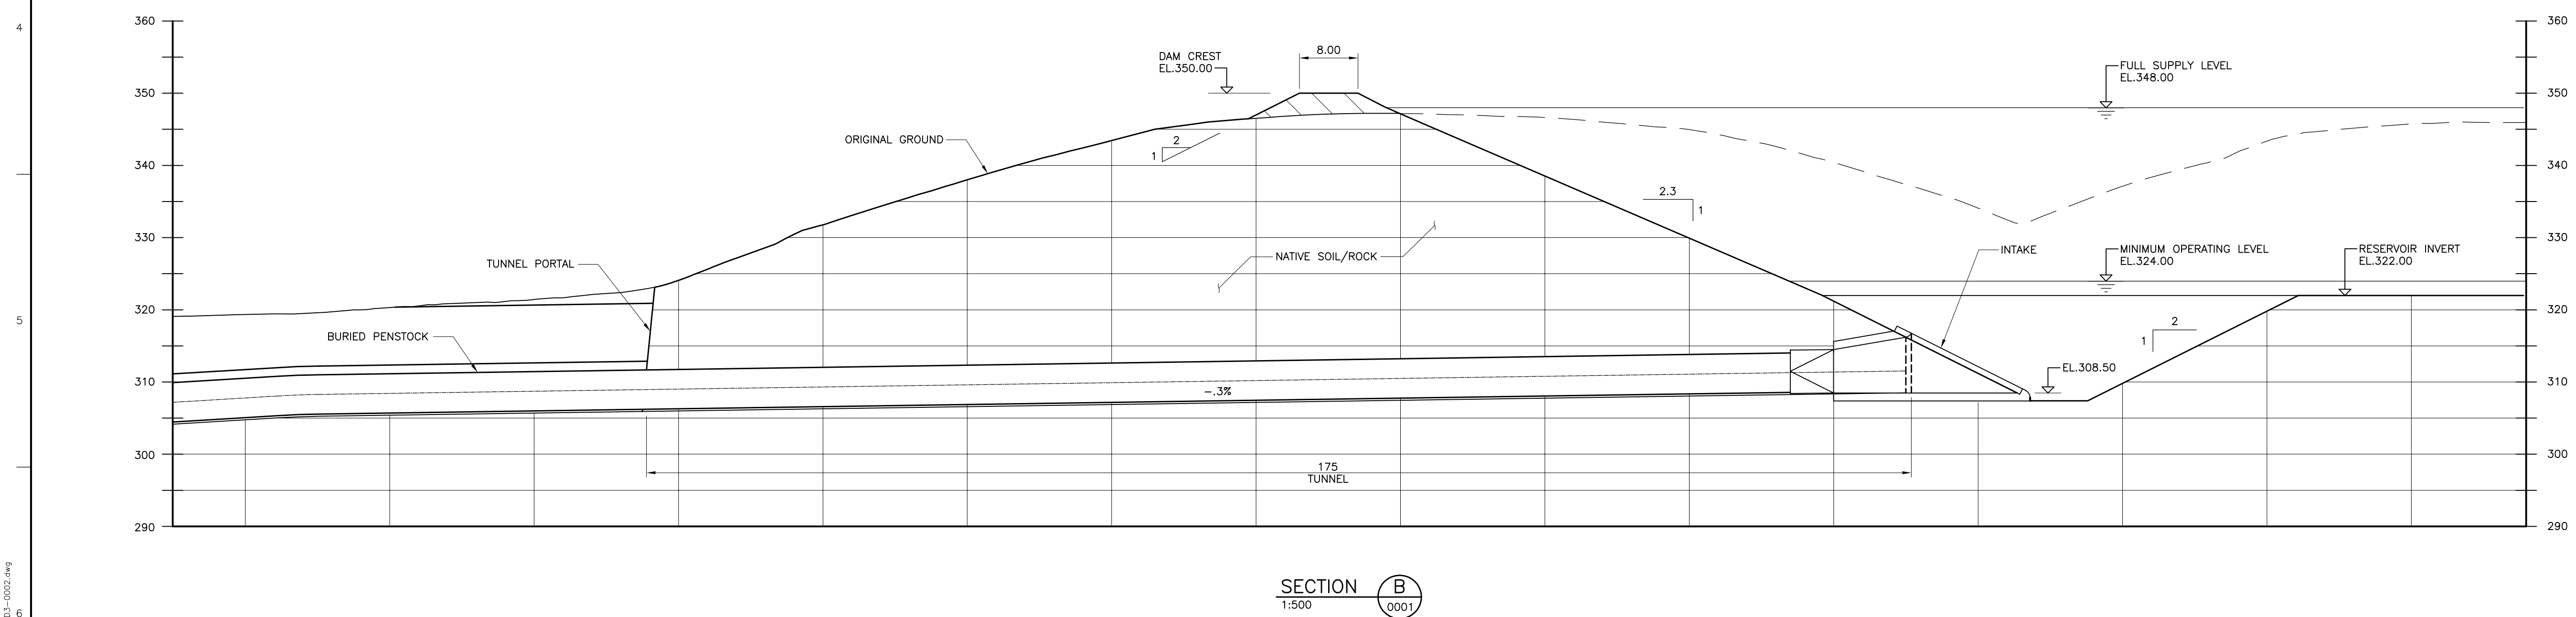 4
5
6
D3-0002.dwg
360
350
340
330
320
310
300
290
360
350
340
330
320
310
300
290
DAM CREST
EL.350.00
8.00
FULL SUPPLY LEVEL
EL.348.00
ORIGINAL GROUND
2
1
2.3
1
TUNNEL PORTAL
NATIVE SOIL/ROCK
INTAKE
MINIMUM OPERATING LEVEL
EL.324.00
RESERVOIR INVERT
EL.322.00
BURIED PENSTOCK
2
1
EL.308.50
-.3%
175
TUNNEL
SECTION
1:500
B
0001